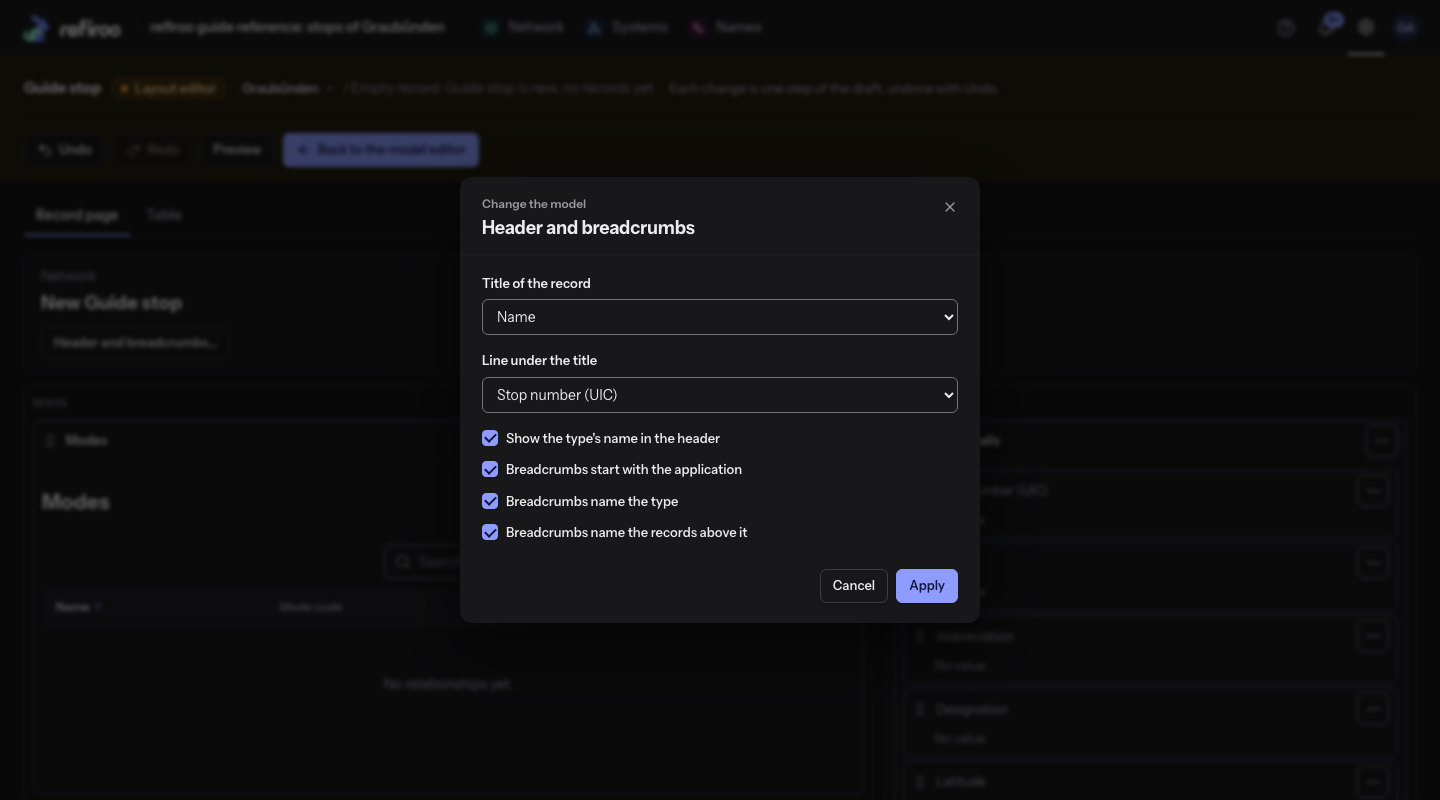 refiroo
refiroo guide reference: stops of Graubünden
Network
Systems
Names
Guide stop
Layout editor
Graubünden
/ Empty record: Guide stop is new, no records yet
Each change is one step of the draft, undone with Undo.
Undo
Redo
Preview
Back to the model editor
Record page
Table
Network
New Guide stop
Header and breadcrumbs...
MAIN
Modes
Modes
Name
Mode code
No relationships yet.
Change the model
Header and breadcrumbs
Title of the record
Name
Line under the title
Stop number (UIC)
Show the type's name in the header
Breadcrumbs start with the application
Breadcrumbs name the type
Breadcrumbs name the records above it
Cancel
Apply
Abbreviation
No value
Designation
No value
Latitude